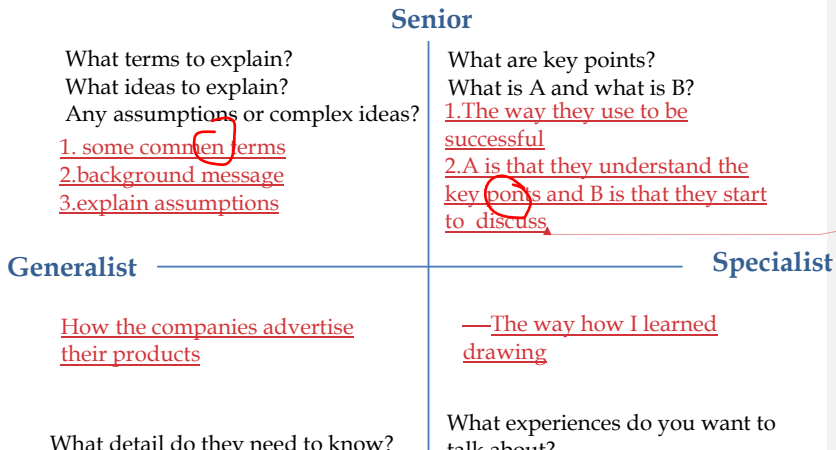 Senior
What terms to explain?
What ideas to explain?
Any assumptions or complex ideas?
1. some commen terms
2.background message
3.explain assumptions
What are key points?
What is A and what is B?
1.The way they use to be
successful
2.A is that they understand the
key ponts and B is that they start
to discuss
Generalist
Specialist
How the companies advertise
their products
—The way how I learned
drawing
What detail do they need to know?
What experiences do you want to
talk about?